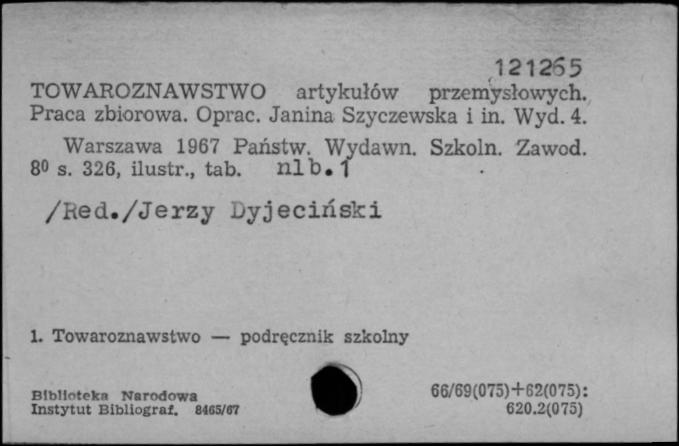 121265
TOWAROZNAWSTWO artykułów przemysłowych.
Praca zbiorowa. Oprac. Janina Szyczewska i in. Wyd. 4.
Warszawa 1967 Państw. Wydawn. Szkoln. Zawod.
8⁰ s. 326, ilustr., tab. nlb.1
/Red./Jerzy Dyjeciński
1. Towaroznawstwo — podręcznik szkolny
Biblioteka Narodowa
Instytut Bibliograf. 8465/67
66/69(075)+62(075):
620.2(075)